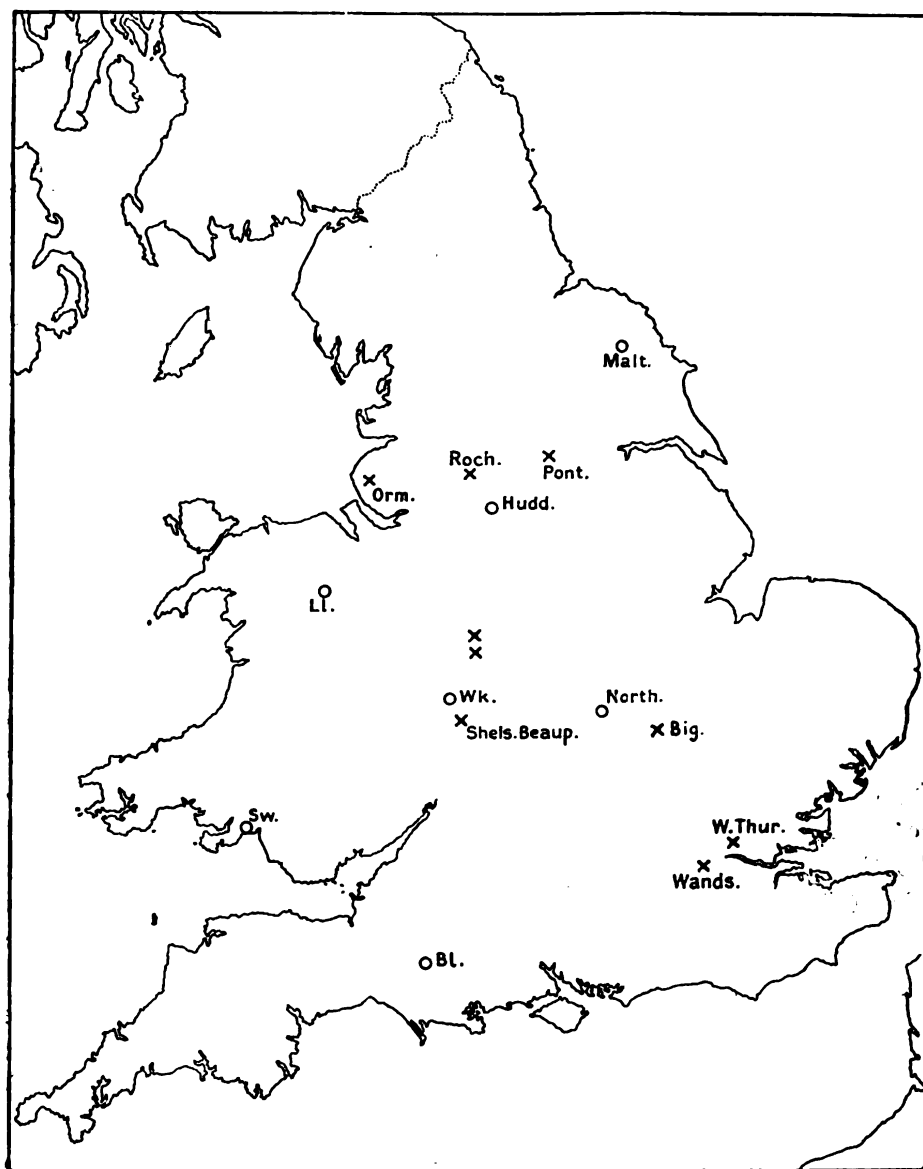 Malt.
Roch.
Pont.
Orm.
Hudd.
Ll.
Wk.
North.
Shels. Beaup.
Big.
Sw.
W. Thur.
Wands.
Bl.